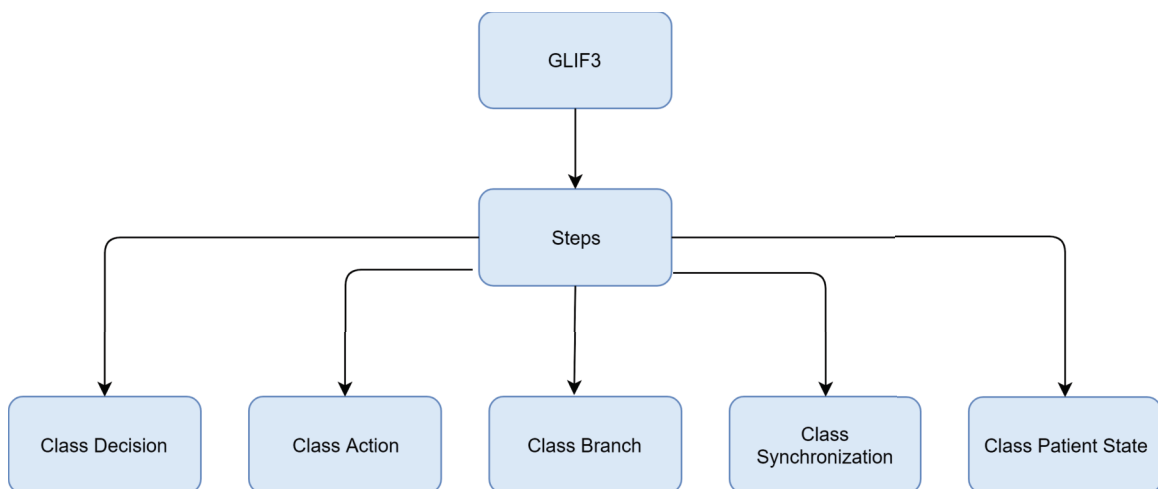 GLIF3
Steps
Class Decision
Class Action
Class Branch
Class
Synchronization
Class Patient State